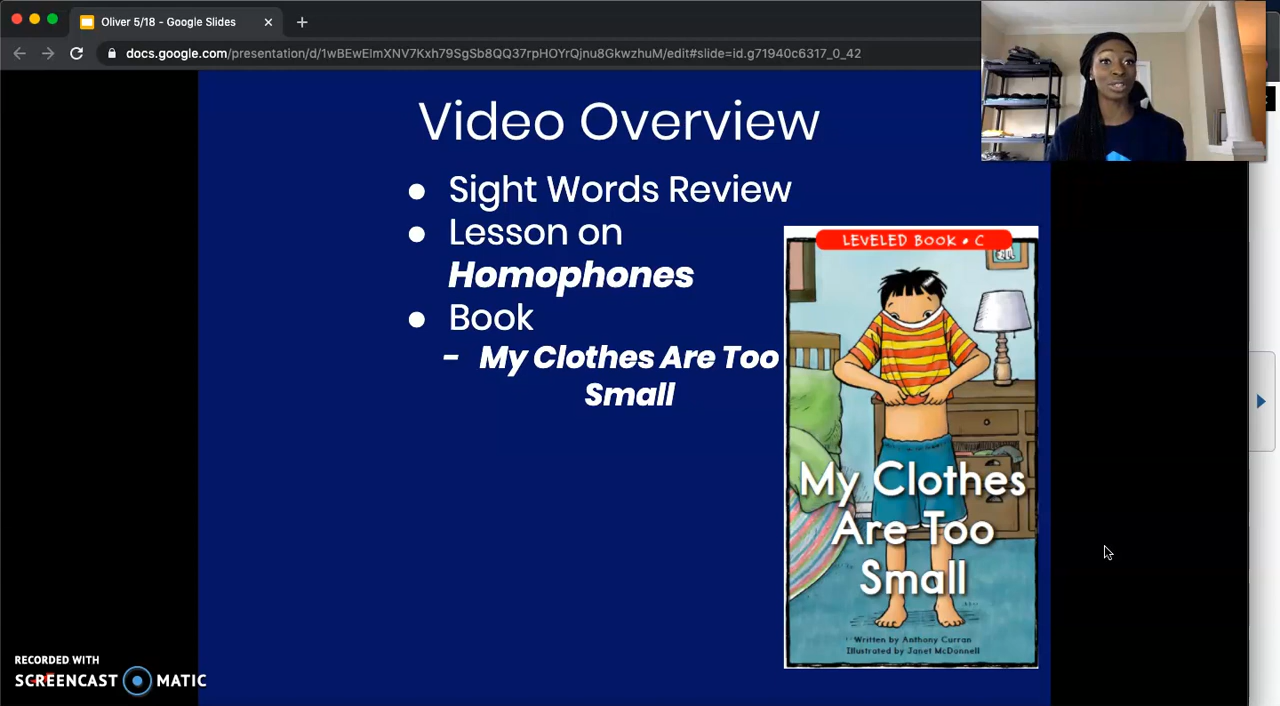 Oliver 5/18 - Google Slides
docs.google.com/presentation/d/1wBEwEImXNV7Kxh79SgSb8QQ37rpHOYrQjnu8GkwzhuM/edit#slide=id.g71940c6317_0_42
Video Overview
● Sight Words Review
● Lesson on
Homophones
● Book
- My Clothes Are Too
Small
LEVELED BOOK • C
My Clothes
Are Too
Small
Written by Anthony Curran
Illustrated by Janet McDonnell
RECORDED WITH
SCREENCAST MATIC